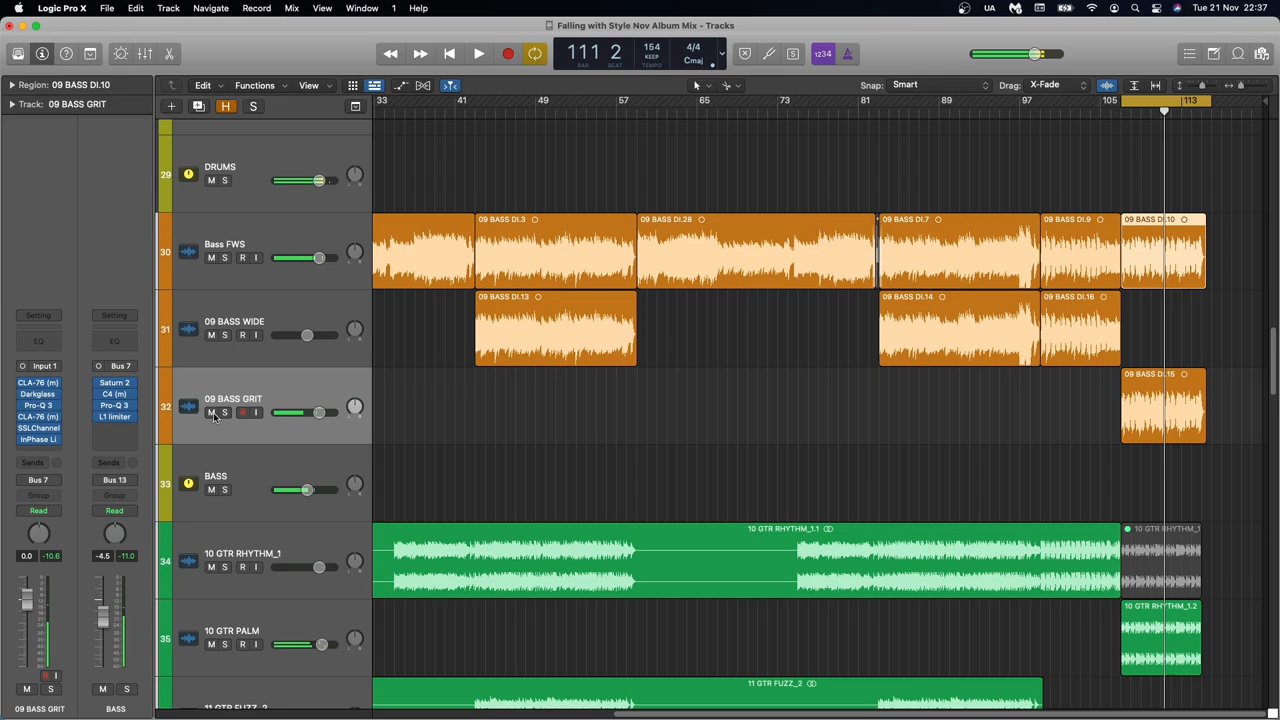 Logic Pro X File Edit Track Navigate Record Mix View Window 1 Help UA Tue 21 Nov 22:37
Falling with Style Nov Album Mix - Tracks
111 2 154 4/4 1234
BAR BEAT KEEP TEMPO Cmaj
Region: 09 BASS DI.10 Edit Functions View Snap: Smart Drag: X-Fade
Track: 09 BASS GRIT H S 33 41 49 57 65 73 81 89 97 105 113
29 DRUMS
M S
09 BASS DI.3 09 BASS DI.28 09 BASS DI.7 09 BASS DI.9 09 BASS DI.10
30 Bass FWS
M S R I
09 BASS DI.13 09 BASS DI.14 09 BASS DI.16
31 09 BASS WIDE
M S R I
Setting Setting
EQ EQ
Input 1 Bus 7
09 BASS DI.15
CLA-76 (m) Saturn 2
Darkglass C4 (m)
Pro-Q 3 Pro-Q 3
CLA-76 (m) L1 limiter
SSLChannel
InPhase Li
32 09 BASS GRIT
M S R I
Sends Sends
Bus 7 Bus 13
Group Group
Read Read
33 BASS
M S
0.0 -10.6 -4.5 -11.0
10 GTR RHYTHM_1.1 10 GTR RHYTHM_1
34 10 GTR RHYTHM_1
M S R I
10 GTR RHYTHM_1.2
35 10 GTR PALM
M S R I
R I
11 GTR FUZZ_2
M S M S
09 BASS GRIT BASS 11 GTR FUZZ_2